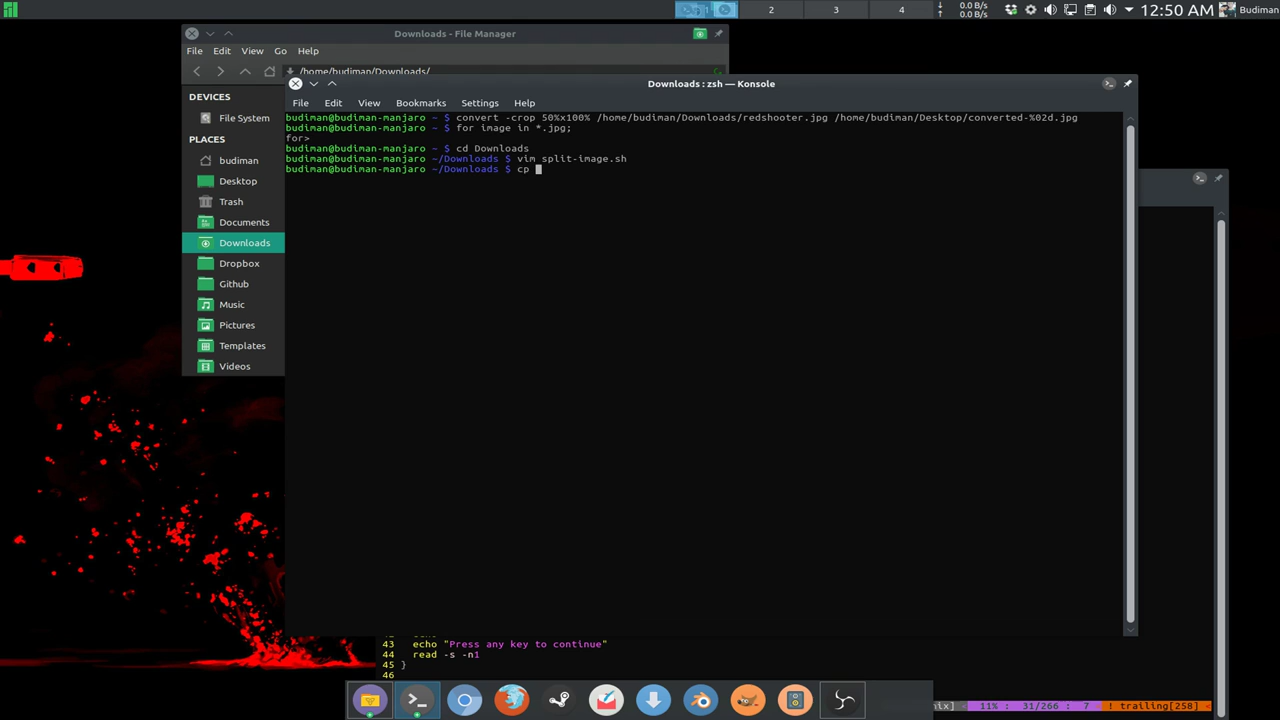 1 2 3 4 0.0 B/s 0.0 B/s 12:50 AM Budiman
Downloads - File Manager
File Edit View Go Help
/home/budiman/Downloads/
DEVICES
File System
PLACES
budiman
Desktop
Trash
Documents
Downloads
Dropbox
Github
Music
Pictures
Templates
Videos
Downloads : zsh — Konsole
File Edit View Bookmarks Settings Help
budiman@budiman-manjaro ~ $ convert -crop 50%x100% /home/budiman/Downloads/redshooter.jpg /home/budiman/Desktop/converted-%02d.jpg
budiman@budiman-manjaro ~ $ for image in *.jpg;
for>
budiman@budiman-manjaro ~ $ cd Downloads
budiman@budiman-manjaro ~/Downloads $ vim split-image.sh
budiman@budiman-manjaro ~/Downloads $ cp
43 echo "Press any key to continue"
44 read -s -n1
45 }
46
nix] 11% : 31/266 : 7 ! trailing[258]